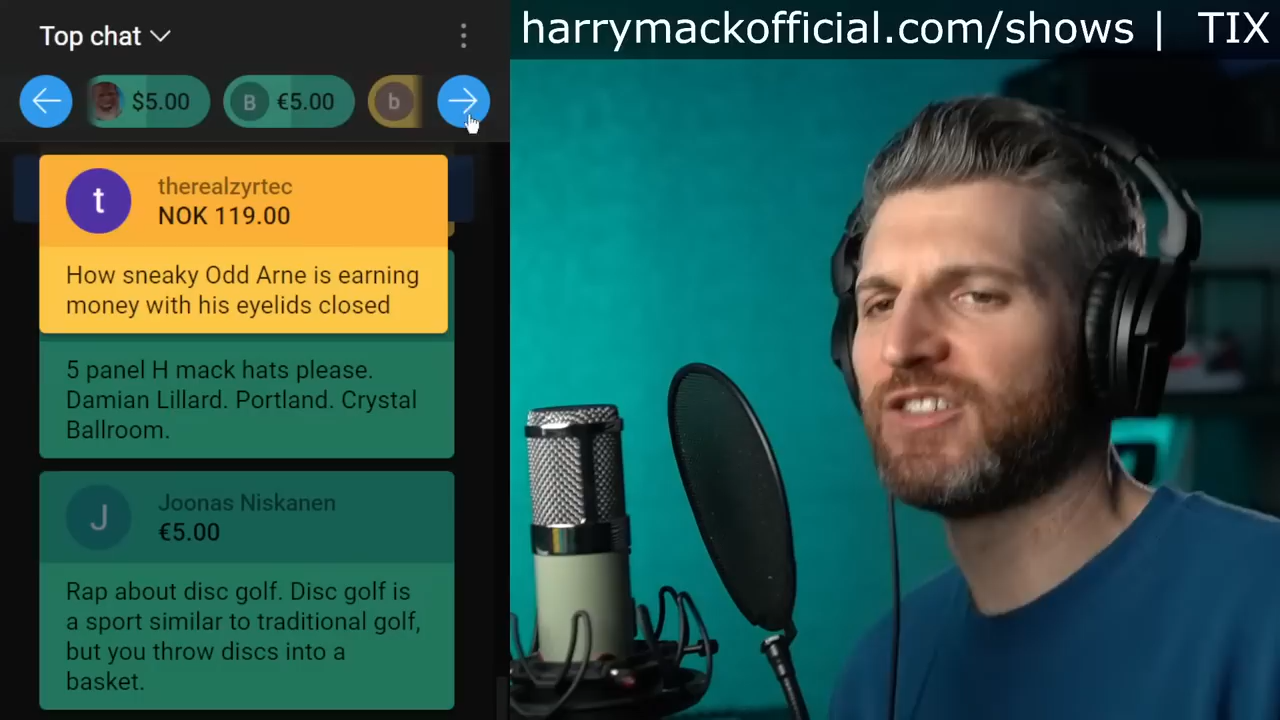 Top chat
$5.00
B €5.00
b
t
therealzyrtec
NOK 119.00
How sneaky Odd Arne is earning
money with his eyelids closed
5 panel H mack hats please.
Damian Lillard. Portland. Crystal
Ballroom.
J
Joonas Niskanen
€5.00
Rap about disc golf. Disc golf is
a sport similar to traditional golf,
but you throw discs into a
basket.
harrymackofficial.com/shows | TIX